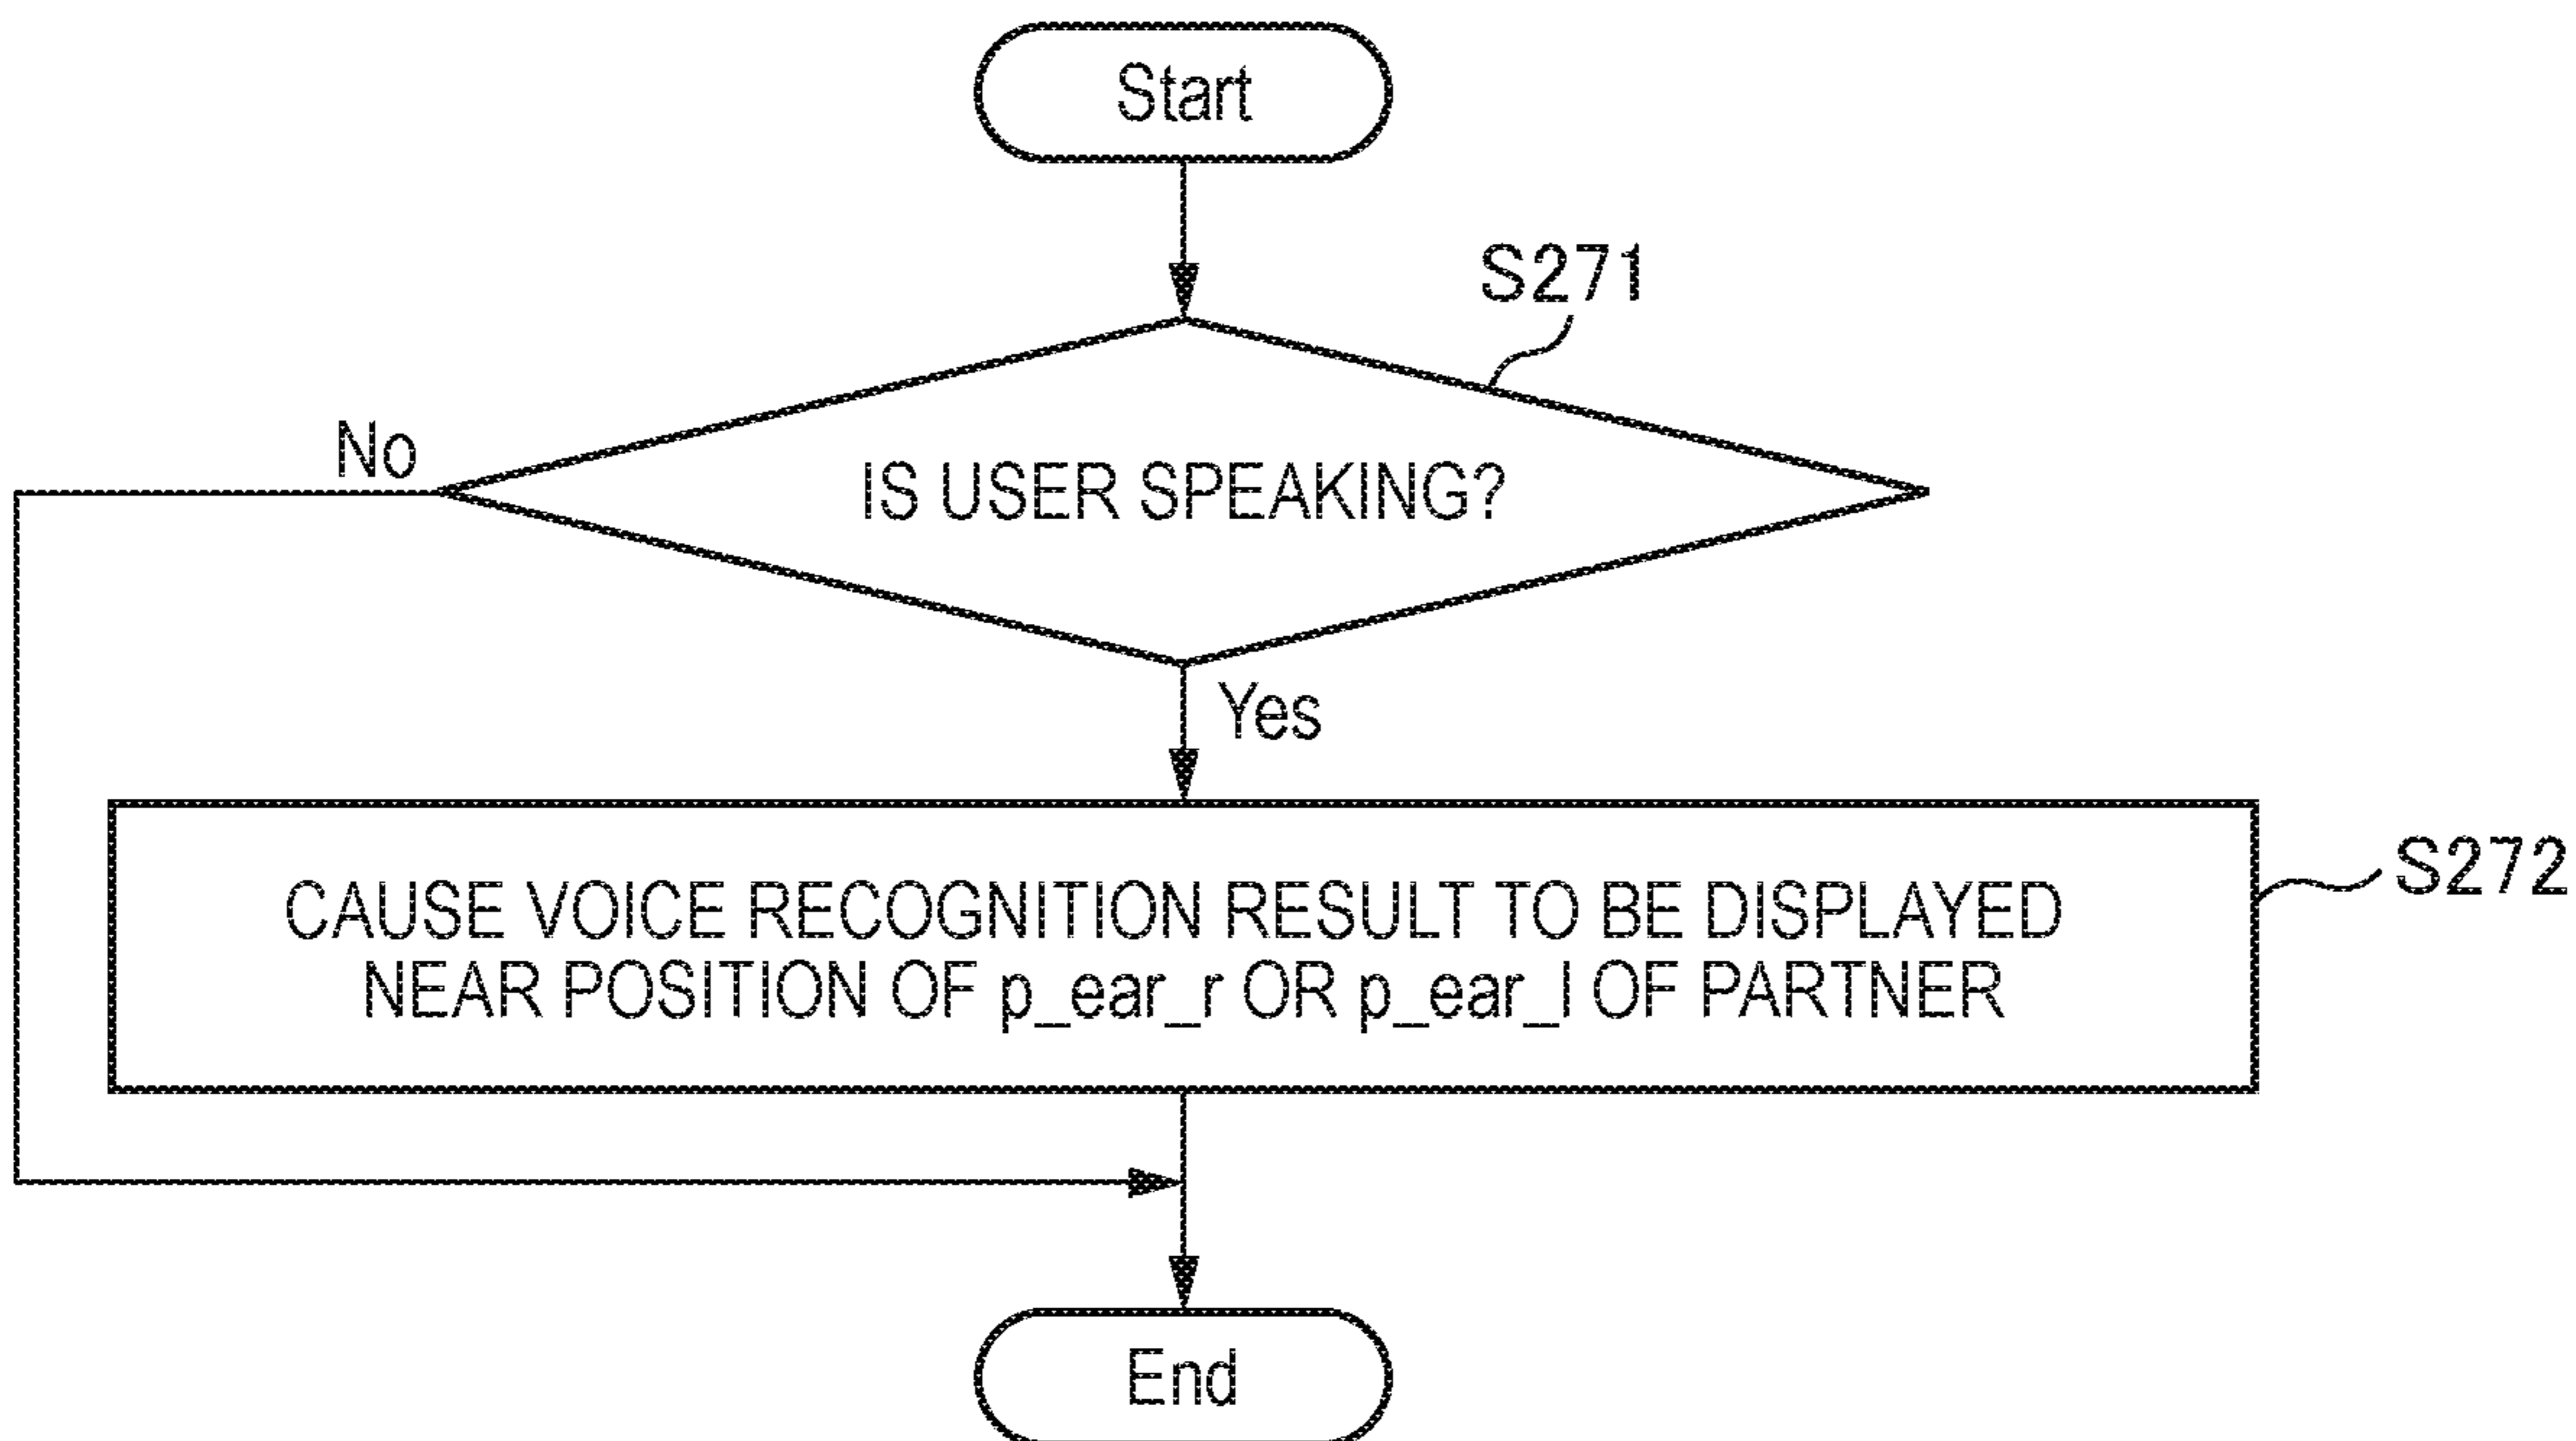 Start
S271
No
IS USER SPEAKING?
Yes
CAUSE VOICE RECOGNITION RESULT TO BE DISPLAYED
NEAR POSITION OF p_ear_r OR p_ear_l OF PARTNER
S272
End